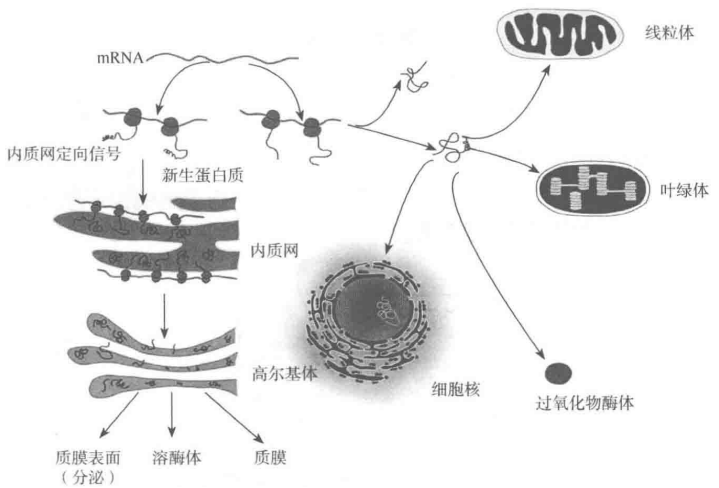 线粒体
mRNA
内质网定向信号
新生蛋白质
叶绿体
内质网
高尔基体
细胞核
过氧化物酶体
质膜表面
（分泌）
溶酶体
质膜